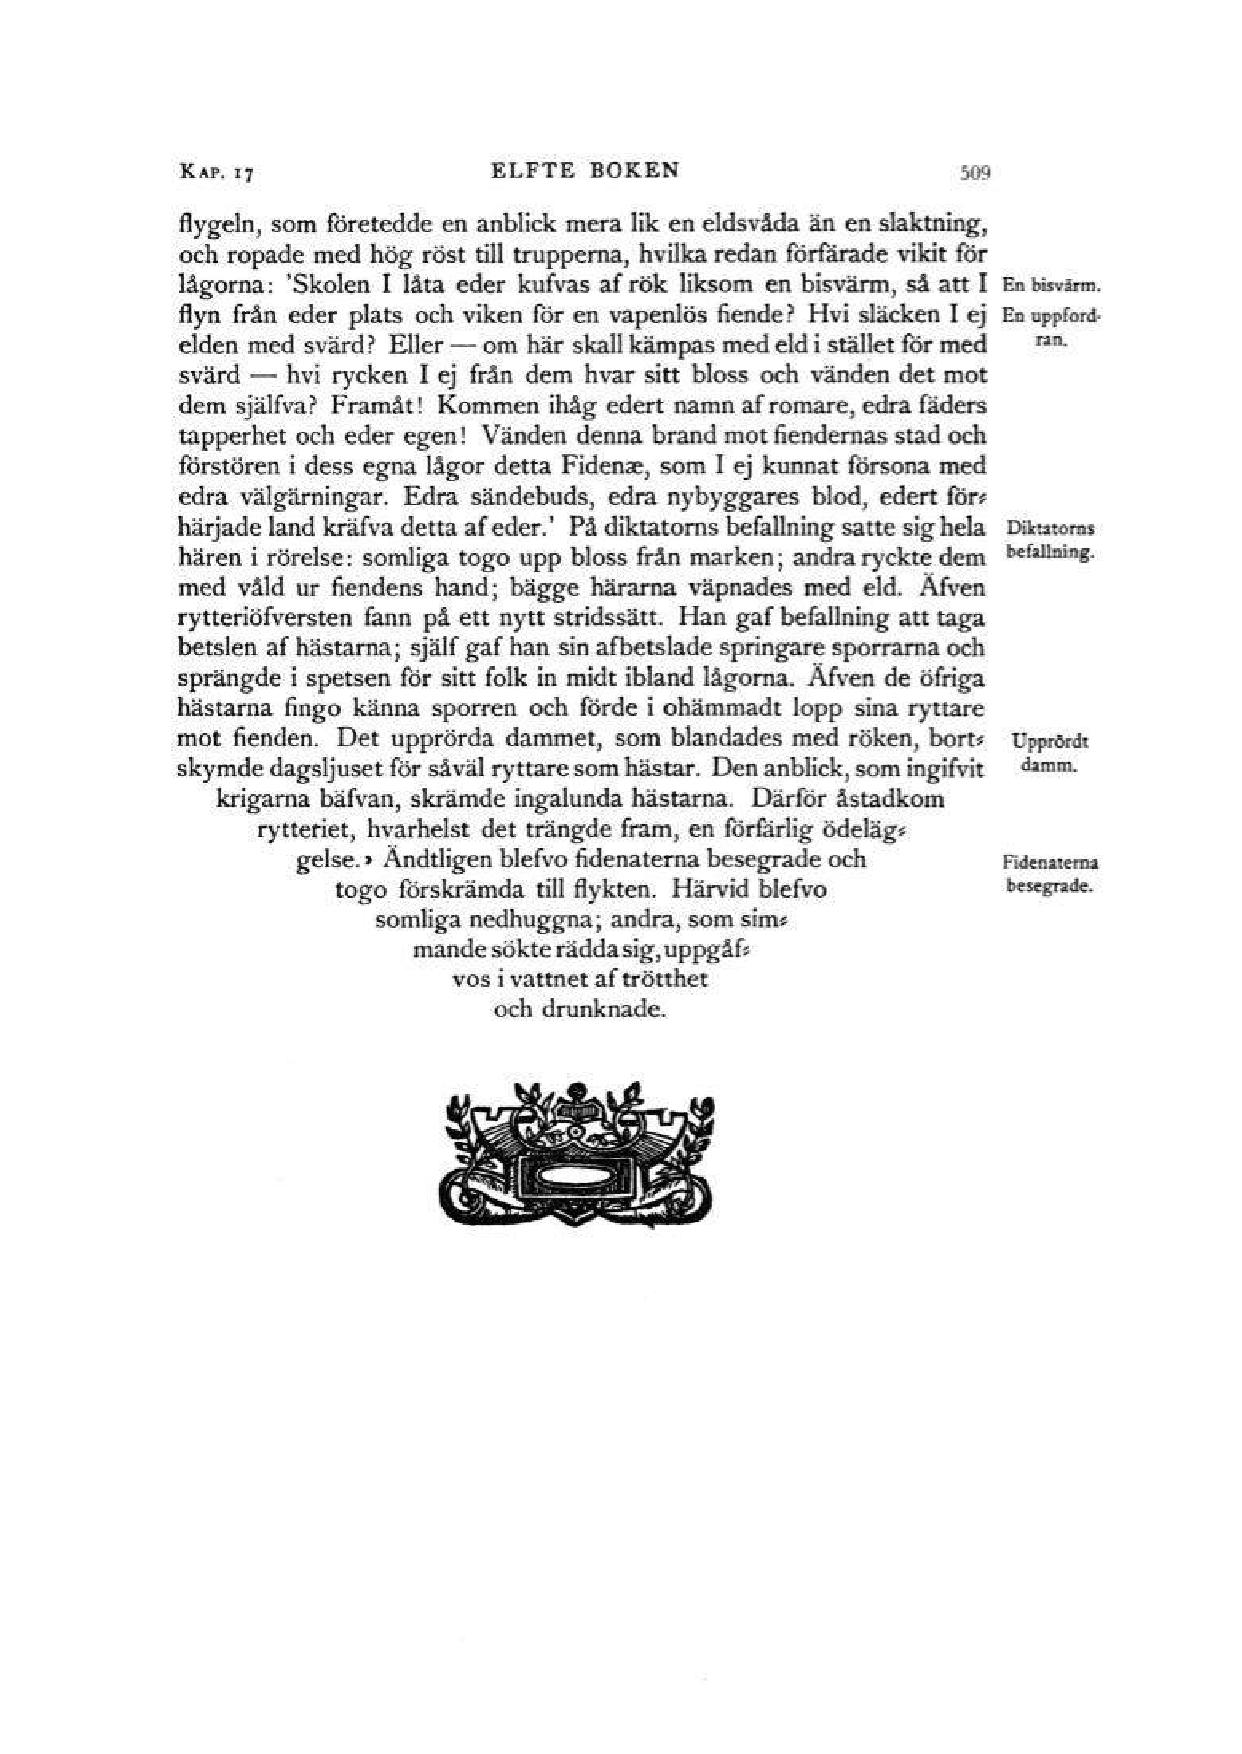 KAP. 17 ELFTE BOKEN 509
flygeln, som företedde en anblick mera lik en eldsvåda än en slaktning,
och ropade med hög röst till trupperna, hvilka redan förfärade vikit för
lågorna: 'Skolen I låta eder kufvas af rök liksom en bisvärm, så att I
En bisvärm.
flyn från eder plats och viken för en vapenlös fiende? Hvi släcken I ej
En uppford-
elden med svärd? Eller — om här skall kämpas med eld i stället för med
ran.
svärd — hvi rycken I ej från dem hvar sitt bloss och vänden det mot
dem själfva? Framåt! Kommen ihåg edert namn af romare, edra fäders
tapperhet och eder egen! Vänden denna brand mot fiendernas stad och
förstören i dess egna lågor detta Fidenæ, som I ej kunnat försona med
edra välgärningar. Edra sändebuds, edra nybyggares blod, edert för-
härjade land kräfva detta af eder.' På diktatorns befallning satte sig hela
Diktatorns
hären i rörelse: somliga togo upp bloss från marken; andra ryckte dem
befallning.
med våld ur fiendens hand; bägge härarna väpnades med eld. Äfven
rytteriöfversten fann på ett nytt stridssätt. Han gaf befallning att taga
betslen af hästarna; själf gaf han sin afbetslade springare sporrarna och
sprängde i spetsen för sitt folk in midt ibland lågorna. Äfven de öfriga
hästarna fingo känna sporren och förde i ohämmadt lopp sina ryttare
mot fienden. Det upprörda dammet, som blandades med röken, bort-
Upprördt
skymde dagsljuset för såväl ryttare som hästar. Den anblick, som ingifvit
damm.
krigarna bäfvan, skrämde ingalunda hästarna. Därför åstadkom
rytteriet, hvarhelst det trängde fram, en förfärlig ödeläg-
gelse.» Ändtligen blefvo fidenaterna besegrade och
Fidenaterna
togo förskrämda till flykten. Härvid blefvo
besegrade.
somliga nedhuggna; andra, som sim-
mande sökte rädda sig, uppgåf-
vos i vattnet af trötthet
och drunknade.